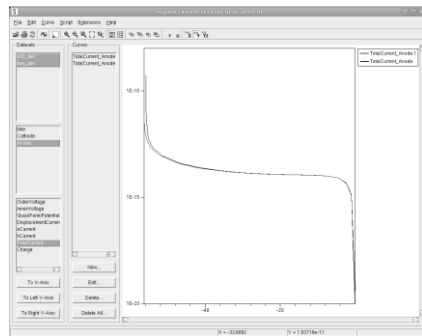 File Edit Curve Script Extensions Help
Datasets
Curves
TotalCurrent_Anode
TotalCurrent_Anode
Cathode
Anode
OuterVoltage
InnerVoltage
QuasiFermiPotential
DisplacementCurren
eCurrent
hCurrent
TotalCurrent
Charge
To X-Axis
To Left Y-Axis
To Right Y-Axis
New...
Edit...
Delete...
Delete All...
1E-10
1E-15
1E-20
-40
-20
TotalCurrent_Anode.1
TotalCurrent_Anode